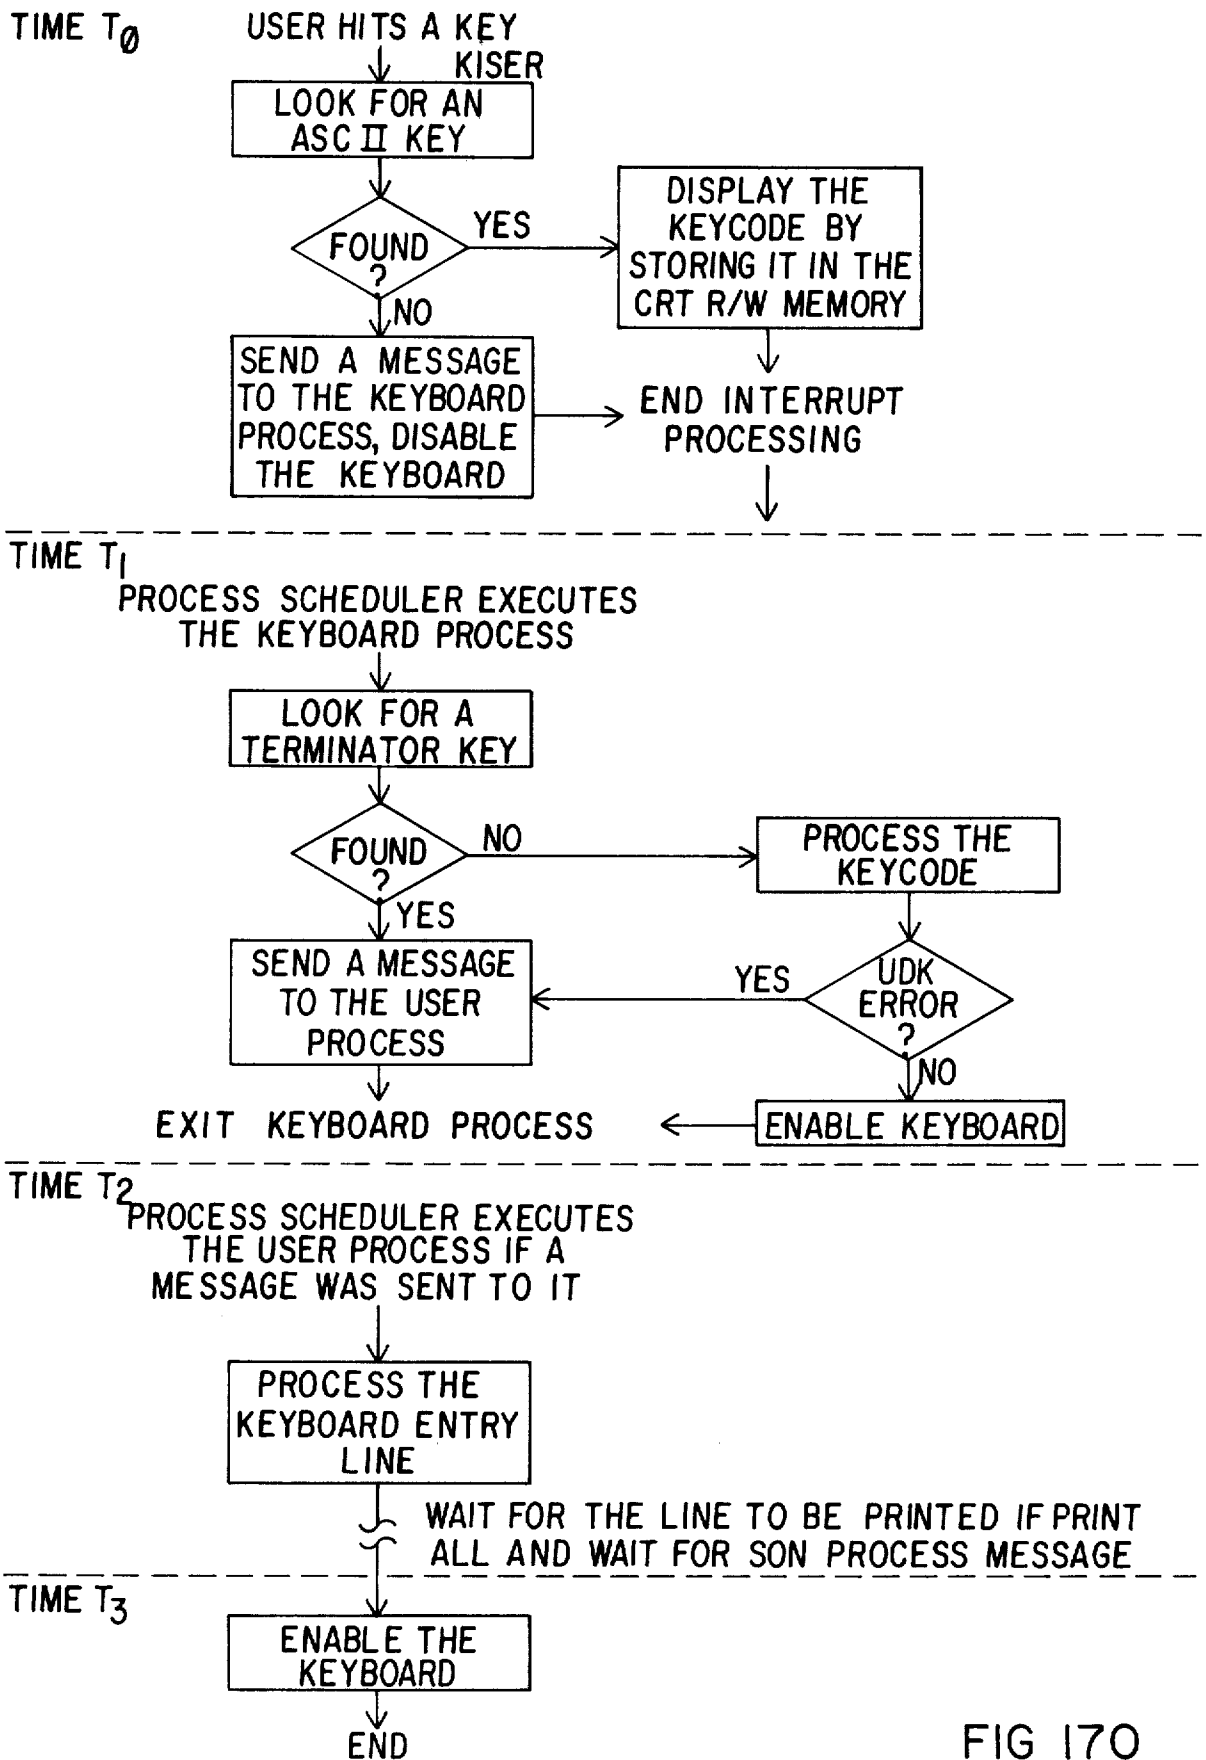 TIME TØ
USER HITS A KEY
KISER
LOOK FOR AN
ASC II KEY
FOUND
?
YES
DISPLAY THE
KEYCODE BY
STORING IT IN THE
CRT R/W MEMORY
NO
SEND A MESSAGE
TO THE KEYBOARD
PROCESS, DISABLE
THE KEYBOARD
END INTERRUPT
PROCESSING
TIME T1
PROCESS SCHEDULER EXECUTES
THE KEYBOARD PROCESS
LOOK FOR A
TERMINATOR KEY
FOUND
?
NO
PROCESS THE
KEYCODE
YES
SEND A MESSAGE
TO THE USER
PROCESS
YES
UDK
ERROR
?
NO
EXIT KEYBOARD PROCESS
ENABLE KEYBOARD
TIME T2
PROCESS SCHEDULER EXECUTES
THE USER PROCESS IF A
MESSAGE WAS SENT TO IT
PROCESS THE
KEYBOARD ENTRY
LINE
WAIT FOR THE LINE TO BE PRINTED IF PRINT
ALL AND WAIT FOR SON PROCESS MESSAGE
TIME T3
ENABLE THE
KEYBOARD
END
FIG 170